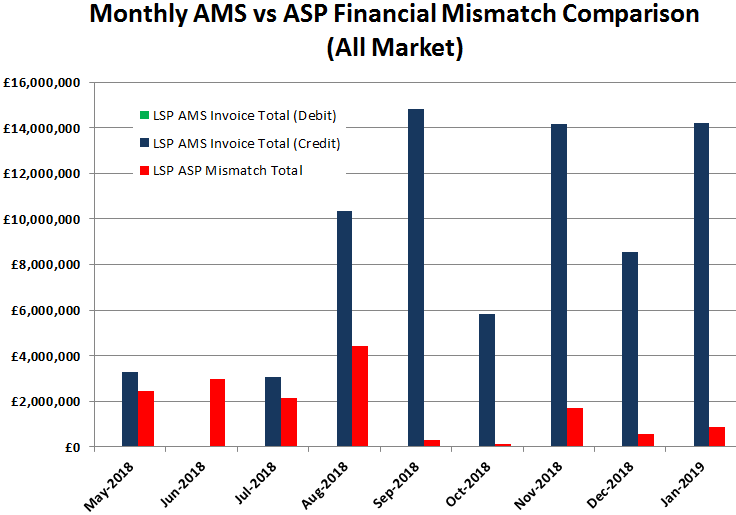 Monthly AMS vs ASP Financial Mismatch Comparison
(All Market)
£16,000,000
£14,000,000
£12,000,000
£10,000,000
£8,000,000
£6,000,000
£4,000,000
£2,000,000
£0
LSP AMS Invoice Total (Debit)
LSP AMS Invoice Total (Credit)
LSP ASP Mismatch Total
May-2018
Jun-2018
Jul-2018
Aug-2018
Sep-2018
Oct-2018
Nov-2018
Dec-2018
Jan-2019